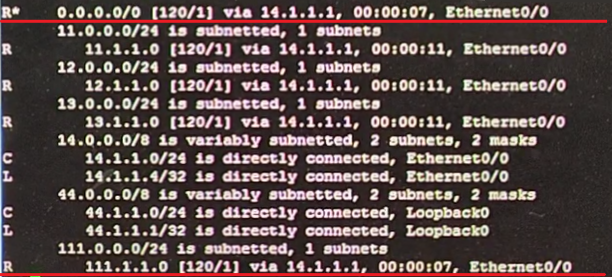 R* 0.0.0.0/0 [120/1] via 14.1.1.1, 00:00:07, Ethernet0/0
11.0.0.0/24 is subnetted, 1 subnets
R 11.1.1.0 [120/1] via 14.1.1.1, 00:00:11, Ethernet0/0
12.0.0.0/24 is subnetted, 1 subnets
R 12.1.1.0 [120/1] via 14.1.1.1, 00:00:11, Ethernet0/0
13.0.0.0/24 is subnetted, 1 subnets
R 13.1.1.0 [120/1] via 14.1.1.1, 00:00:11, Ethernet0/0
14.0.0.0/8 is variably subnetted, 2 subnets, 2 masks
C 14.1.1.0/24 is directly connected, Ethernet0/0
L 14.1.1.4/32 is directly connected, Ethernet0/0
44.0.0.0/8 is variably subnetted, 2 subnets, 2 masks
C 44.1.1.0/24 is directly connected, Loopback0
L 44.1.1.1/32 is directly connected, Loopback0
111.0.0.0/24 is subnetted, 1 subnets
R 111.1.1.0 [120/1] via 14.1.1.1, 00:00:07, Ethernet0/0